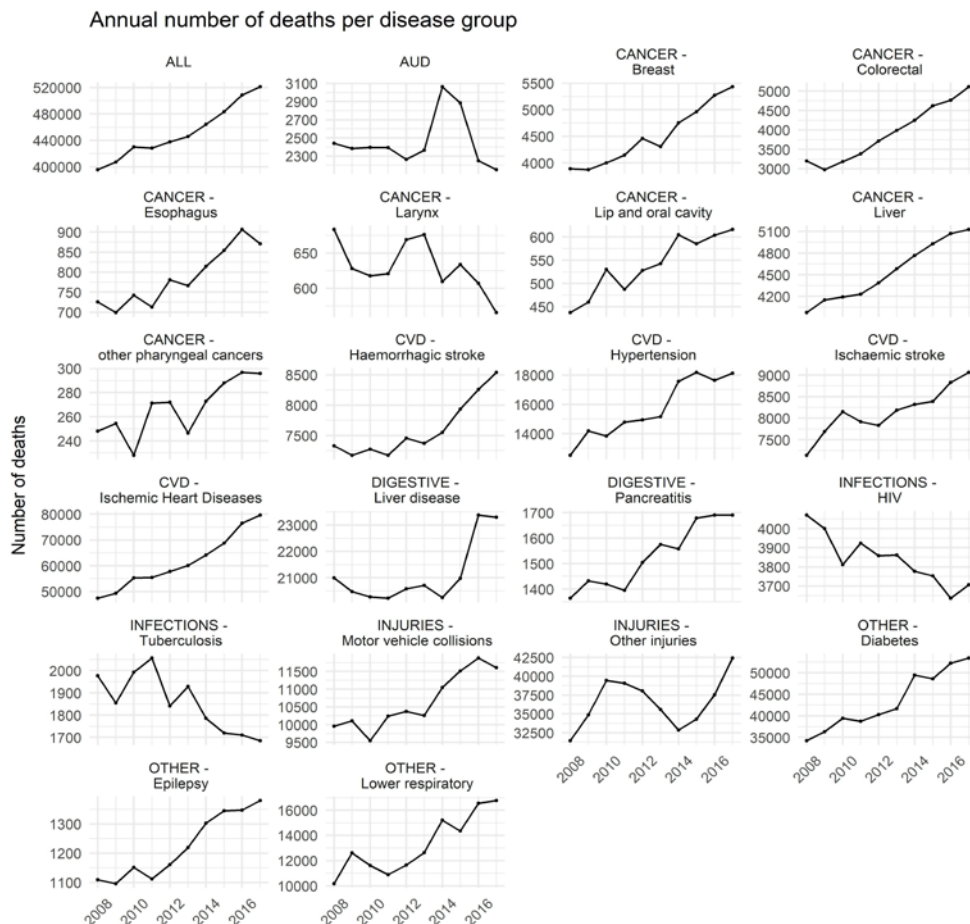 Annual number of deaths per disease group
ALL
AUD
CANCER -
Breast
CANCER -
Colorectal
520000
480000
440000
400000
3100
2900
2700
2500
2300
5500
5000
4500
4000
5000
4500
4000
3500
3000
CANCER -
Esophagus
CANCER -
Larynx
CANCER -
Lip and oral cavity
CANCER -
Liver
900
850
800
750
700
650
600
600
550
500
450
5100
4800
4500
4200
CANCER -
other pharyngeal cancers
CVD -
Haemorrhagic stroke
CVD -
Hypertension
CVD -
Ischaemic stroke
300
280
260
240
8500
8000
7500
18000
16000
14000
9000
8500
8000
7500
CVD -
Ischemic Heart Diseases
DIGESTIVE -
Liver disease
DIGESTIVE -
Pancreatitis
INFECTIONS -
HIV
80000
70000
60000
50000
23000
22000
21000
1700
1600
1500
1400
4000
3900
3800
3700
INFECTIONS -
Tuberculosis
INJURIES -
Motor vehicle collisions
INJURIES -
Other injuries
OTHER -
Diabetes
2000
1900
1800
1700
11500
11000
10500
10000
9500
42500
40000
37500
35000
32500
50000
45000
40000
35000
2008
2010
2012
2014
2016
2008
2010
2012
2014
2016
OTHER -
Epilepsy
OTHER -
Lower respiratory
1300
1200
1100
16000
14000
12000
10000
2008
2010
2012
2014
2016
2008
2010
2012
2014
2016
Number of deaths